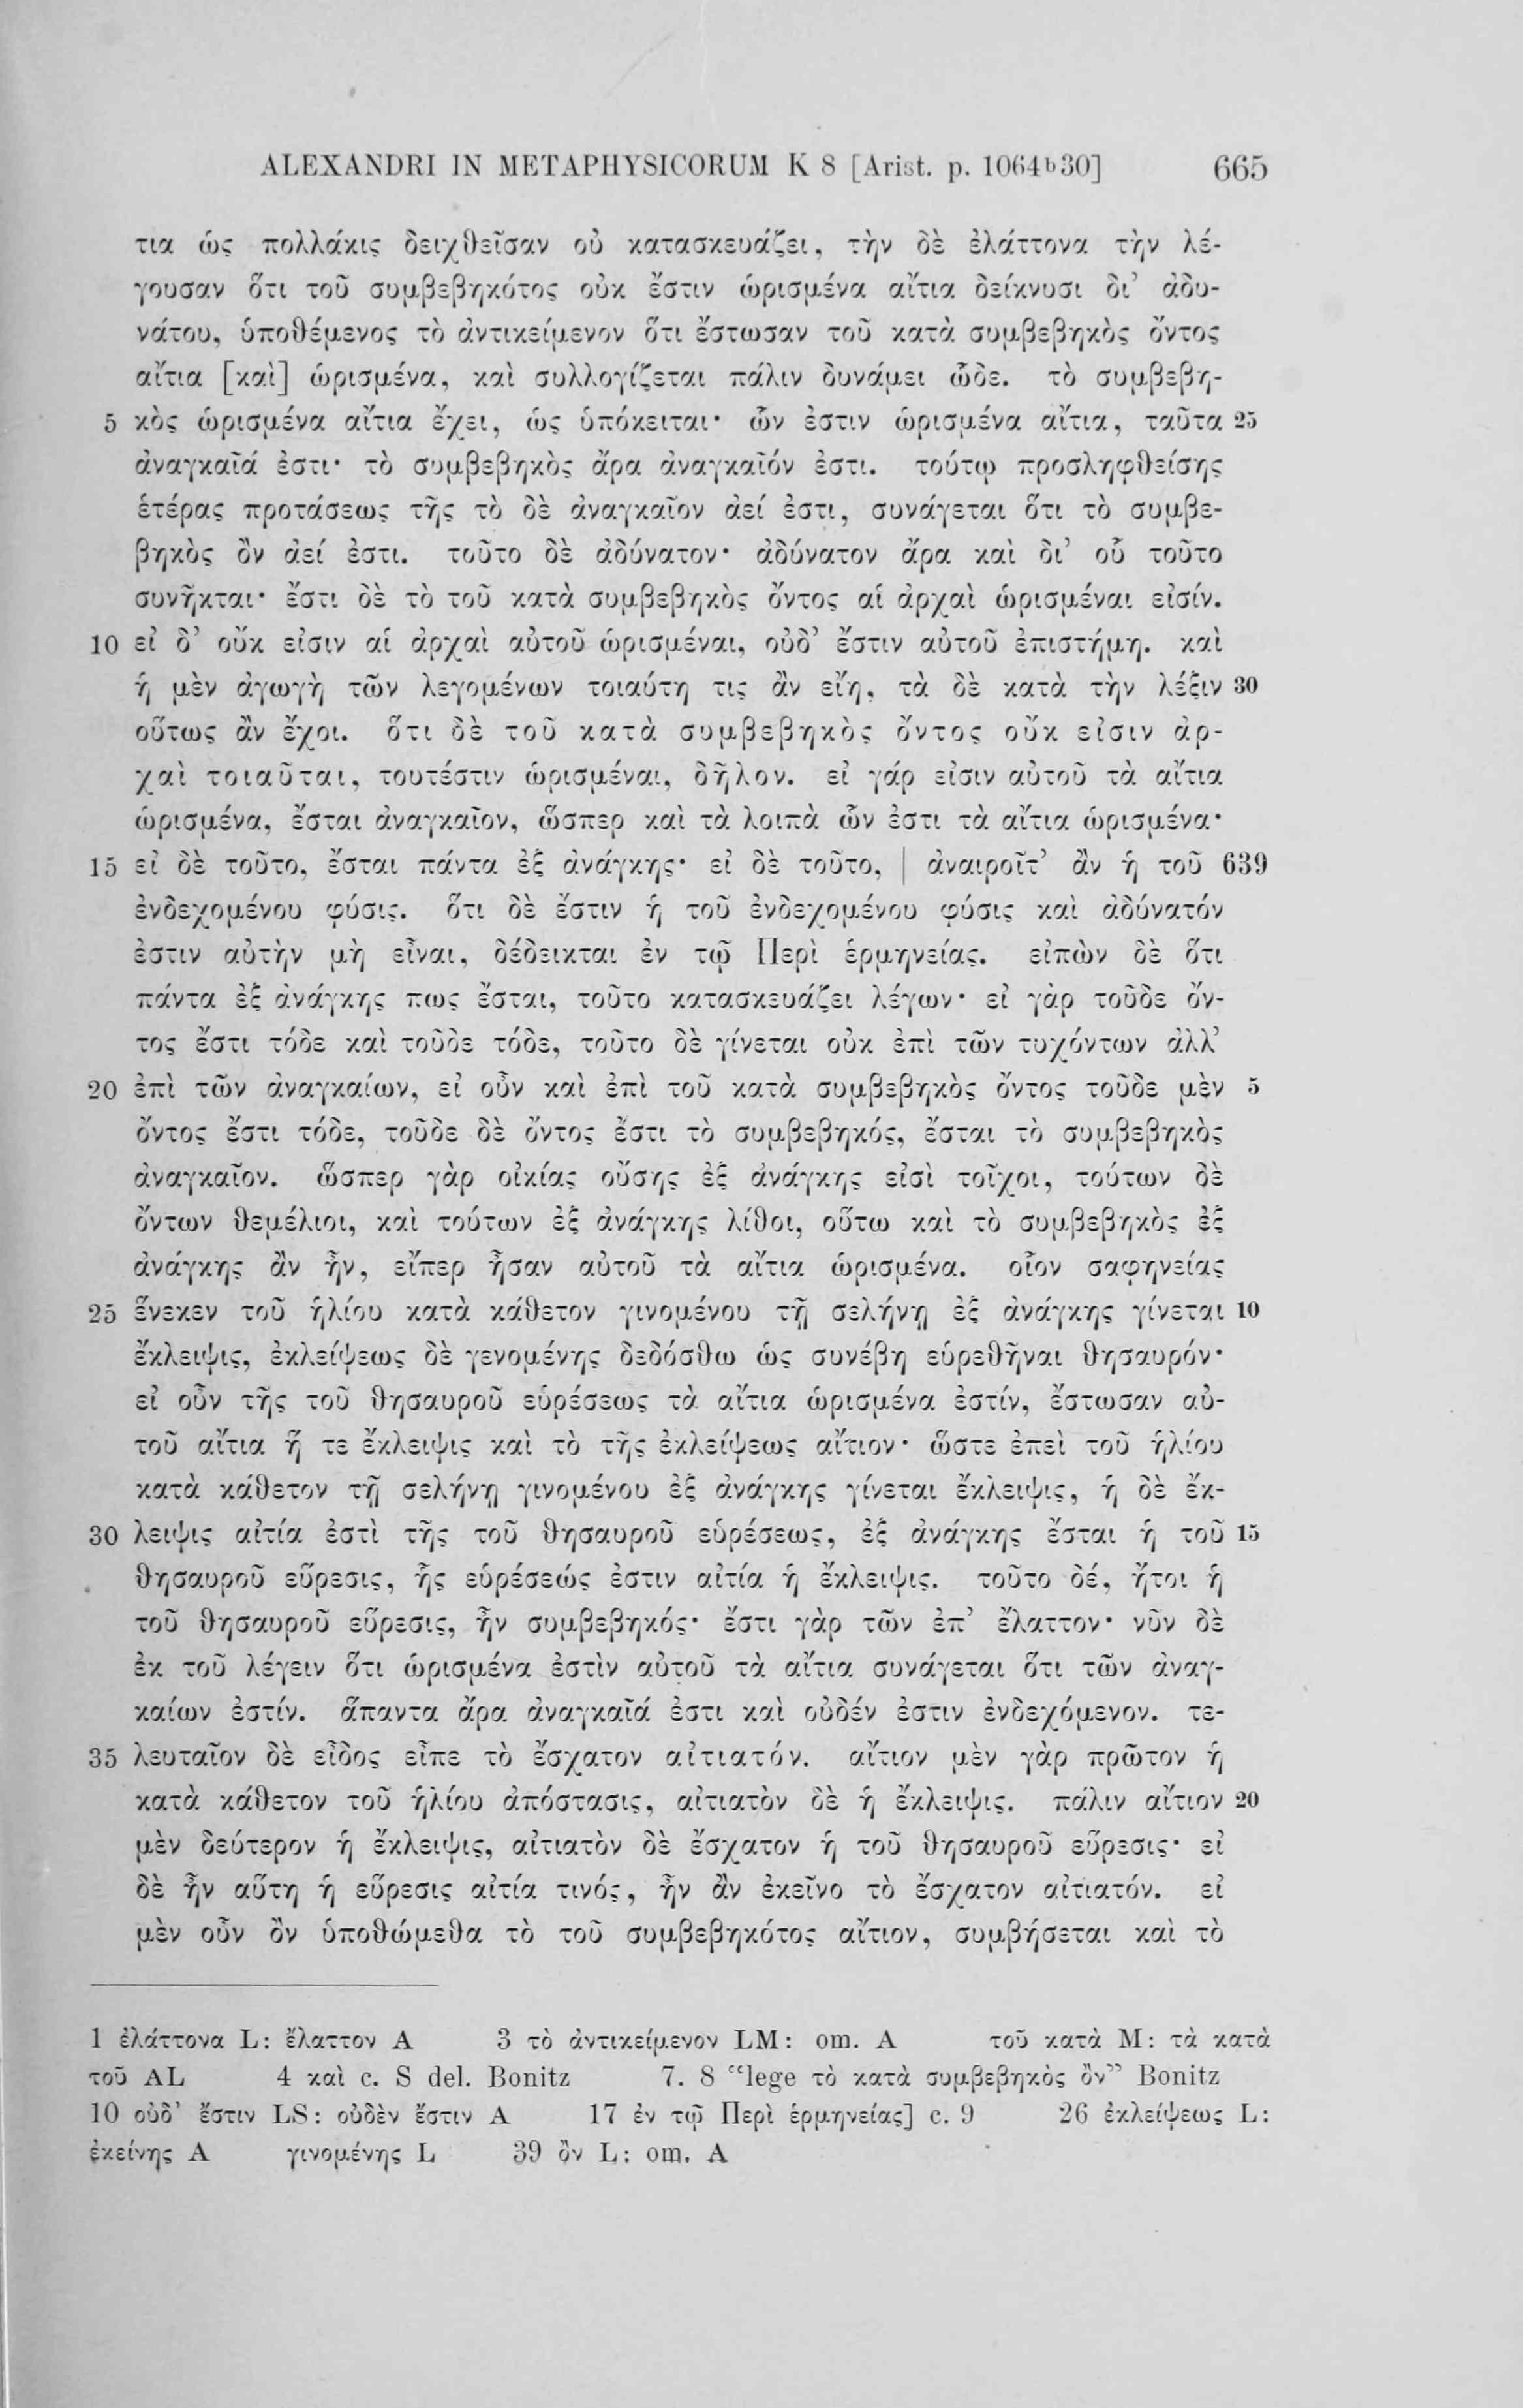 ALEXANDRI IN METAPHYSICORUM K 8 [Arist. p. 1064ᵇ30] 665
τια ὡς πολλάκις δειχθεῖσαν οὐ κατασκευάζει, τὴν δὲ ἐλάττονα τὴν λέ-
γουσαν ὅτι τοῦ συμβεβηκότος οὐκ ἔστιν ὡρισμένα αἴτια δείκνυσι δι’ ἀδυ-
νάτου, ὑποθέμενος τὸ ἀντικείμενον ὅτι ἔστωσαν τοῦ κατὰ συμβεβηκὸς ὄντος
αἴτια [καὶ] ὡρισμένα, καὶ συλλογίζεται πάλιν δυνάμει ὧδε. τὸ συμβεβη-
5 κὸς ὡρισμένα αἴτια ἔχει, ὡς ὑπόκειται· ὧν ἐστιν ὡρισμένα αἴτια, ταῦτα 25
ἀναγκαῖά ἐστι· τὸ συμβεβηκὸς ἄρα ἀναγκαῖόν ἐστι. τούτῳ προσληφθείσης
ἑτέρας προτάσεως τῆς τὸ δὲ ἀναγκαῖον ἀεί ἐστι, συνάγεται ὅτι τὸ συμβε-
βηκὸς ὂν ἀεί ἐστι. τοῦτο δὲ ἀδύνατον· ἀδύνατον ἄρα καὶ δι’ οὗ τοῦτο
συνῆκται· ἔστι δὲ τὸ τοῦ κατὰ συμβεβηκὸς ὄντος αἱ ἀρχαὶ ὡρισμέναι εἰσίν.
10 εἰ δ’ οὔκ εἰσιν αἱ ἀρχαὶ αὐτοῦ ὡρισμέναι, οὐδ’ ἔστιν αὐτοῦ ἐπιστήμη. καὶ
ἡ μὲν ἀγωγὴ τῶν λεγομένων τοιαύτη τις ἂν εἴη, τὰ δὲ κατὰ τὴν λέξιν 30
οὕτως ἂν ἔχοι. ὅτι δὲ τοῦ κατὰ συμβεβηκὸς ὄντος οὔκ εἰσιν ἀρ-
χαὶ τοιαῦται, τουτέστιν ὡρισμέναι, δῆλον. εἰ γάρ εἰσιν αὐτοῦ τὰ αἴτια
ὡρισμένα, ἔσται ἀναγκαῖον, ὥσπερ καὶ τὰ λοιπὰ ὧν ἐστι τὰ αἴτια ὡρισμένα·
15 εἰ δὲ τοῦτο, ἔσται πάντα ἐξ ἀνάγκης· εἰ δὲ τοῦτο, | ἀναιροῖτ’ ἂν ἡ τοῦ 639
ἐνδεχομένου φύσις. ὅτι δὲ ἔστιν ἡ τοῦ ἐνδεχομένου φύσις καὶ ἀδύνατόν
ἐστιν αὐτὴν μὴ εἶναι, δέδεικται ἐν τῷ Περὶ ἑρμηνείας. εἰπὼν δὲ ὅτι
πάντα ἐξ ἀνάγκης πως ἔσται, τοῦτο κατασκευάζει λέγων· εἰ γὰρ τοῦδε ὄν-
τος ἔστι τόδε καὶ τοῦδε τόδε, τοῦτο δὲ γίνεται οὐκ ἐπὶ τῶν τυχόντων ἀλλ’
20 ἐπὶ τῶν ἀναγκαίων, εἰ οὖν καὶ ἐπὶ τοῦ κατὰ συμβεβηκὸς ὄντος τοῦδε μὲν 5
ὄντος ἔστι τόδε, τοῦδε δὲ ὄντος ἔστι τὸ συμβεβηκός, ἔσται τὸ συμβεβηκὸς
ἀναγκαῖον. ὥσπερ γὰρ οἰκίας οὔσης ἐξ ἀνάγκης εἰσὶ τοῖχοι, τούτων δὲ
ὄντων θεμέλιοι, καὶ τούτων ἐξ ἀνάγκης λίθοι, οὕτω καὶ τὸ συμβεβηκὸς ἐξ
ἀνάγκης ἂν ἦν, εἴπερ ἦσαν αὐτοῦ τὰ αἴτια ὡρισμένα. οἷον σαφηνείας
25 ἕνεκεν τοῦ ἡλίου κατὰ κάθετον γινομένου τῇ σελήνῃ ἐξ ἀνάγκης γίνεται 10
ἔκλειψις, ἐκλείψεως δὲ γενομένης δεδόσθω ὡς συνέβη εὑρεθῆναι θησαυρόν·
εἰ οὖν τῆς τοῦ θησαυροῦ εὑρέσεως τὰ αἴτια ὡρισμένα ἐστίν, ἔστωσαν αὐ-
τοῦ αἴτια ἥ τε ἔκλειψις καὶ τὸ τῆς ἐκλείψεως αἴτιον· ὥστε ἐπεὶ τοῦ ἡλίου
κατὰ κάθετον τῇ σελήνῃ γινομένου ἐξ ἀνάγκης γίνεται ἔκλειψις, ἡ δὲ ἔκ-
30 λειψις αἰτία ἐστὶ τῆς τοῦ θησαυροῦ εὑρέσεως, ἐξ ἀνάγκης ἔσται ἡ τοῦ 15
θησαυροῦ εὕρεσις, ἧς εὑρέσεώς ἐστιν αἰτία ἡ ἔκλειψις. τοῦτο δέ, ἤτοι ἡ
τοῦ θησαυροῦ εὕρεσις, ἦν συμβεβηκός· ἔστι γὰρ τῶν ἐπ’ ἔλαττον· νῦν δὲ
ἐκ τοῦ λέγειν ὅτι ὡρισμένα ἐστὶν αὐτοῦ τὰ αἴτια συνάγεται ὅτι τῶν ἀναγ-
καίων ἐστίν. ἅπαντα ἄρα ἀναγκαῖά ἐστι καὶ οὐδέν ἐστιν ἐνδεχόμενον. τε-
35 λευταῖον δὲ εἶδος εἶπε τὸ ἔσχατον αἰτιατόν. αἴτιον μὲν γὰρ πρῶτον ἡ
κατὰ κάθετον τοῦ ἡλίου ἀπόστασις, αἰτιατὸν δὲ ἡ ἔκλειψις. πάλιν αἴτιον 20
μὲν δεύτερον ἡ ἔκλειψις, αἰτιατὸν δὲ ἔσχατον ἡ τοῦ θησαυροῦ εὕρεσις· εἰ
δὲ ἦν αὕτη ἡ εὕρεσις αἰτία τινός, ἦν ἂν ἐκεῖνο τὸ ἔσχατον αἰτιατόν. εἰ
μὲν οὖν ὂν ὑποθώμεθα τὸ τοῦ συμβεβηκότος αἴτιον, συμβήσεται καὶ τὸ
1 ἐλάττονα L: ἔλαττον A 3 τὸ ἀντικείμενον LM: om. A τοῦ κατὰ M: τὰ κατὰ
τοῦ AL 4 καὶ c. S del. Bonitz 7. 8 “lege τὸ κατὰ συμβεβηκὸς ὂν” Bonitz
10 οὐδ’ ἔστιν LS: οὐδὲν ἔστιν A 17 ἐν τῷ Περὶ ἑρμηνείας] c. 9 26 ἐκλείψεως L:
ἐκείνης A γινομένης L 39 ὂν L: om. A